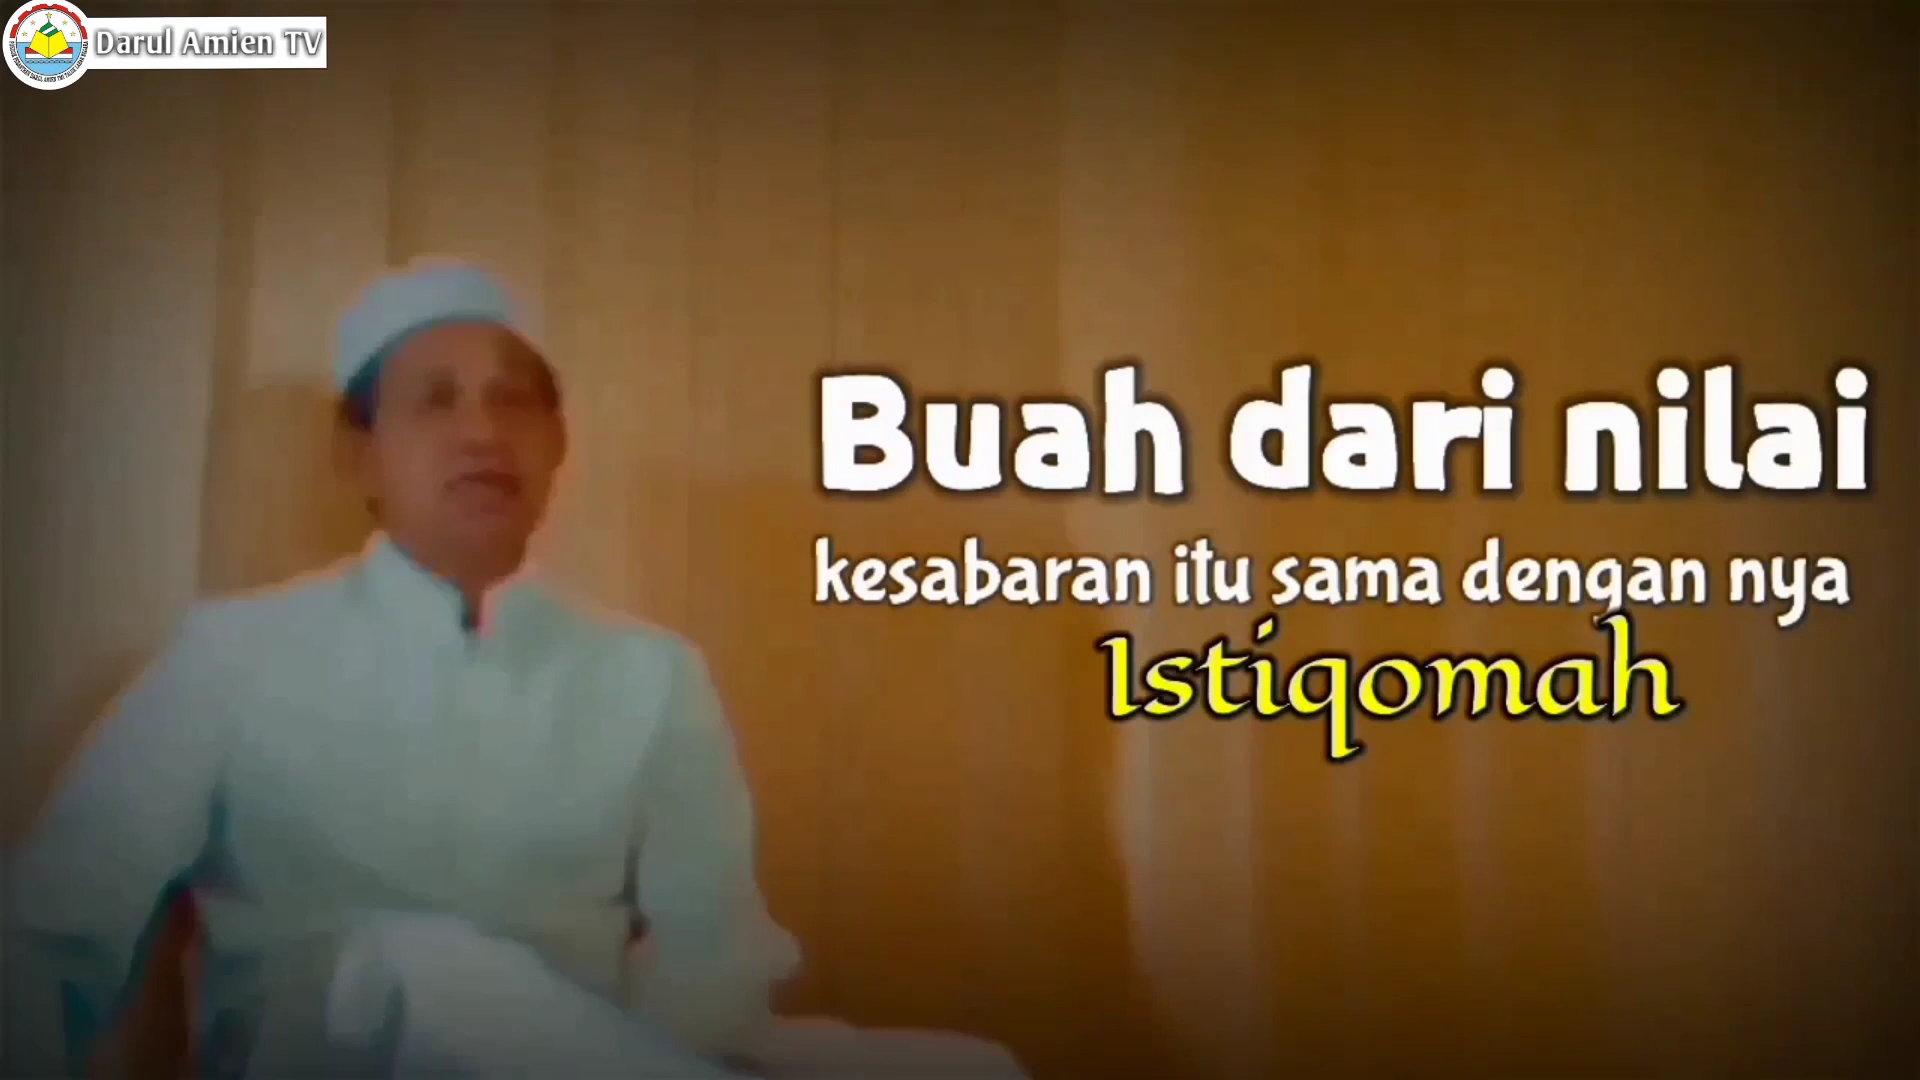 Darul Amien TV
Buah dari nilai
kesabaran itu sama dengan nya
Istiqomah